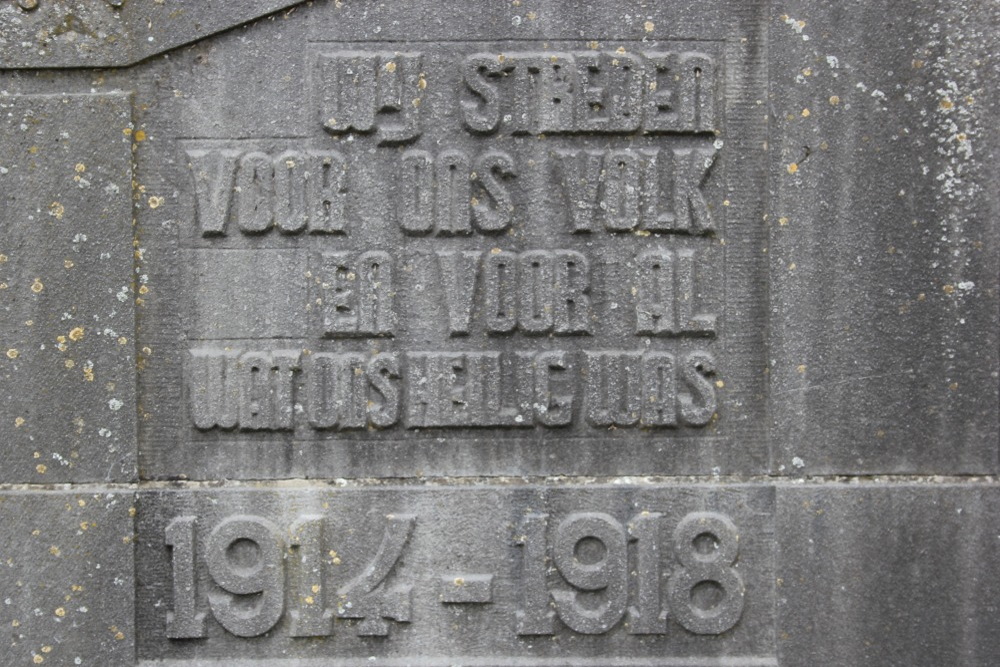 WIJ STREDEN
VOOR ONS VOLK
EN VOOR AL
WAT ONS HEILIG WAS
1914 - 1918